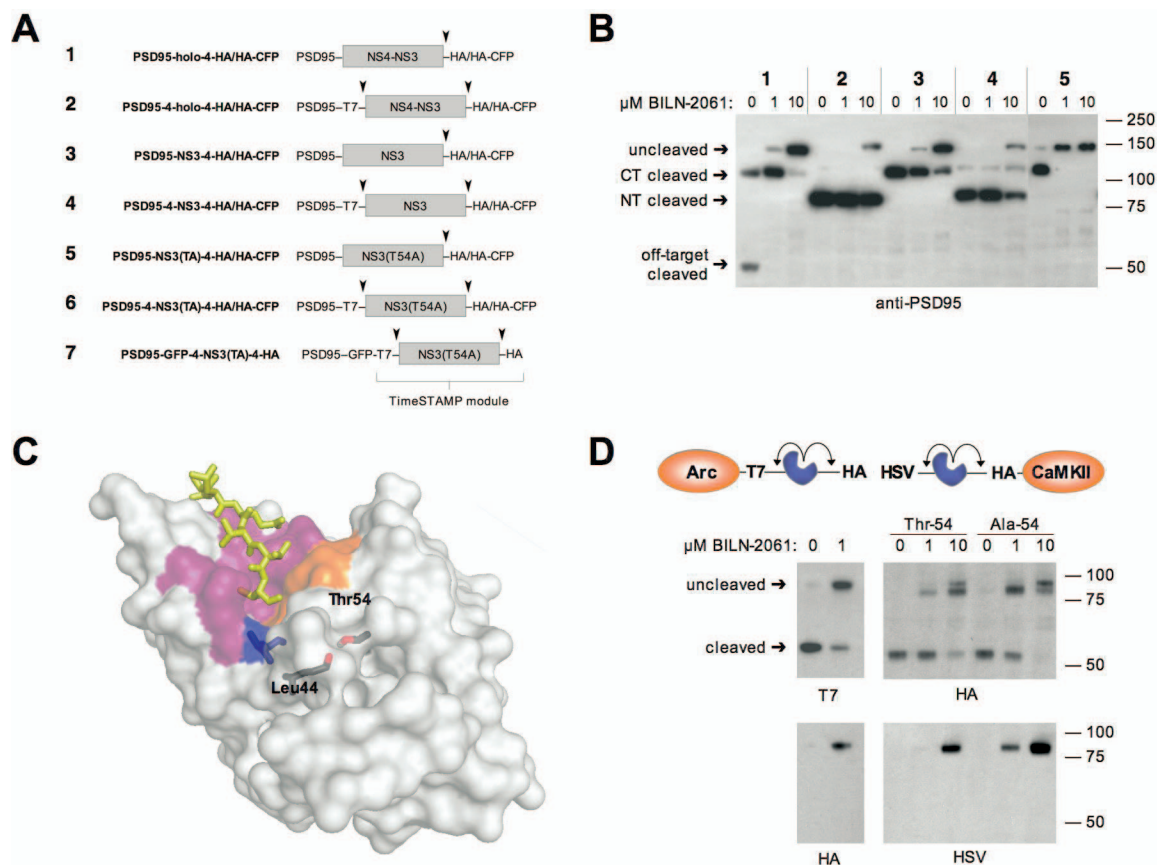 A
1 PSD95-holo-4-HA/HA-CFP PSD95– NS4-NS3 –HA/HA-CFP
2 PSD95-4-holo-4-HA/HA-CFP PSD95–T7– NS4-NS3 –HA/HA-CFP
3 PSD95-NS3-4-HA/HA-CFP PSD95– NS3 –HA/HA-CFP
4 PSD95-4-NS3-4-HA/HA-CFP PSD95–T7– NS3 –HA/HA-CFP
5 PSD95-NS3(TA)-4-HA/HA-CFP PSD95– NS3(T54A) –HA/HA-CFP
6 PSD95-4-NS3(TA)-4-HA/HA-CFP PSD95–T7– NS3(T54A) –HA/HA-CFP
7 PSD95-GFP-4-NS3(TA)-4-HA PSD95–GFP-T7– NS3(T54A) –HA
TimeSTAMP module
B
1 2 3 4 5
µM BILN-2061: 0 1 10 0 1 10 0 1 10 0 1 10 0 1 10
250
uncleaved 150
CT cleaved 100
NT cleaved 75
off-target
cleaved 50
anti-PSD95
C
Thr54
Leu44
D
Arc –T7– HA HSV– HA– CaMKII
Thr-54 Ala-54
µM BILN-2061: 0 1 0 1 10 0 1 10
uncleaved 100
75
cleaved 50
T7 HA
100
75
50
HA HSV